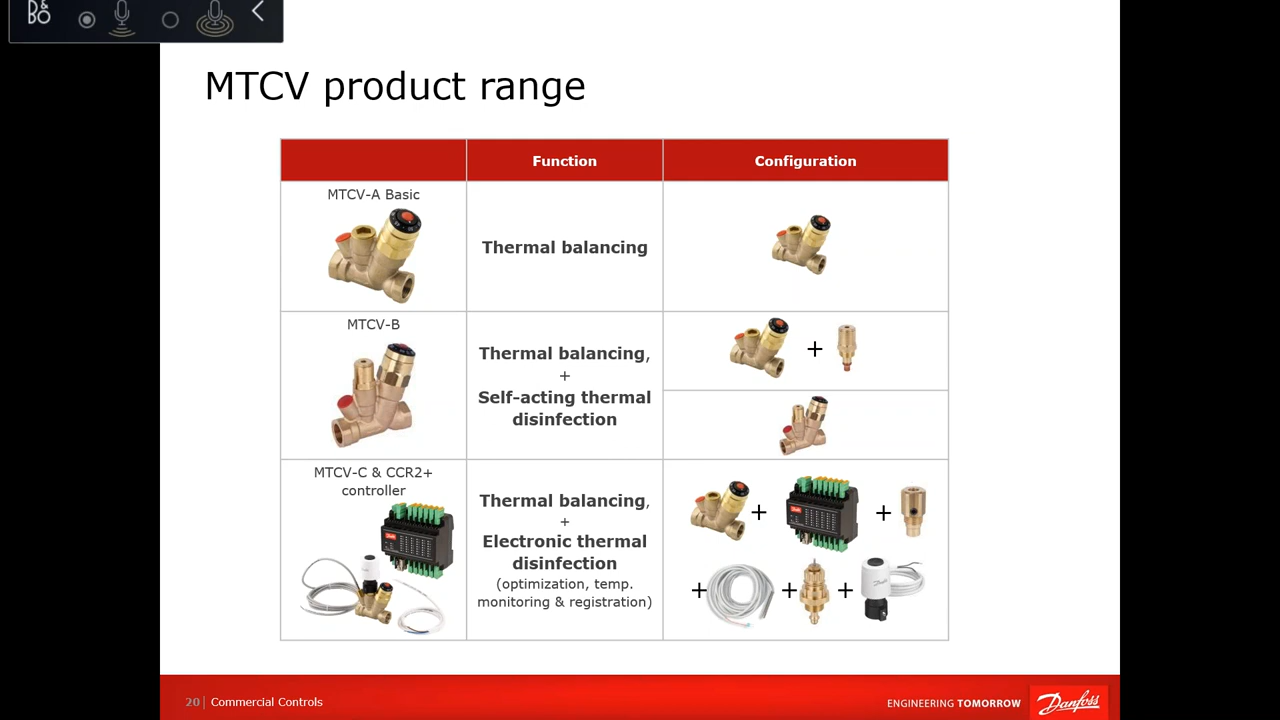 B&O
MTCV product range
Function
Configuration
MTCV-A Basic
Thermal balancing
MTCV-B
Thermal balancing,
+
Self-acting thermal
disinfection
+
MTCV-C & CCR2+
controller
Thermal balancing,
+
Electronic thermal
disinfection
(optimization, temp.
monitoring & registration)
+ +
+ + +
20| Commercial Controls
ENGINEERING TOMORROW
Danfoss